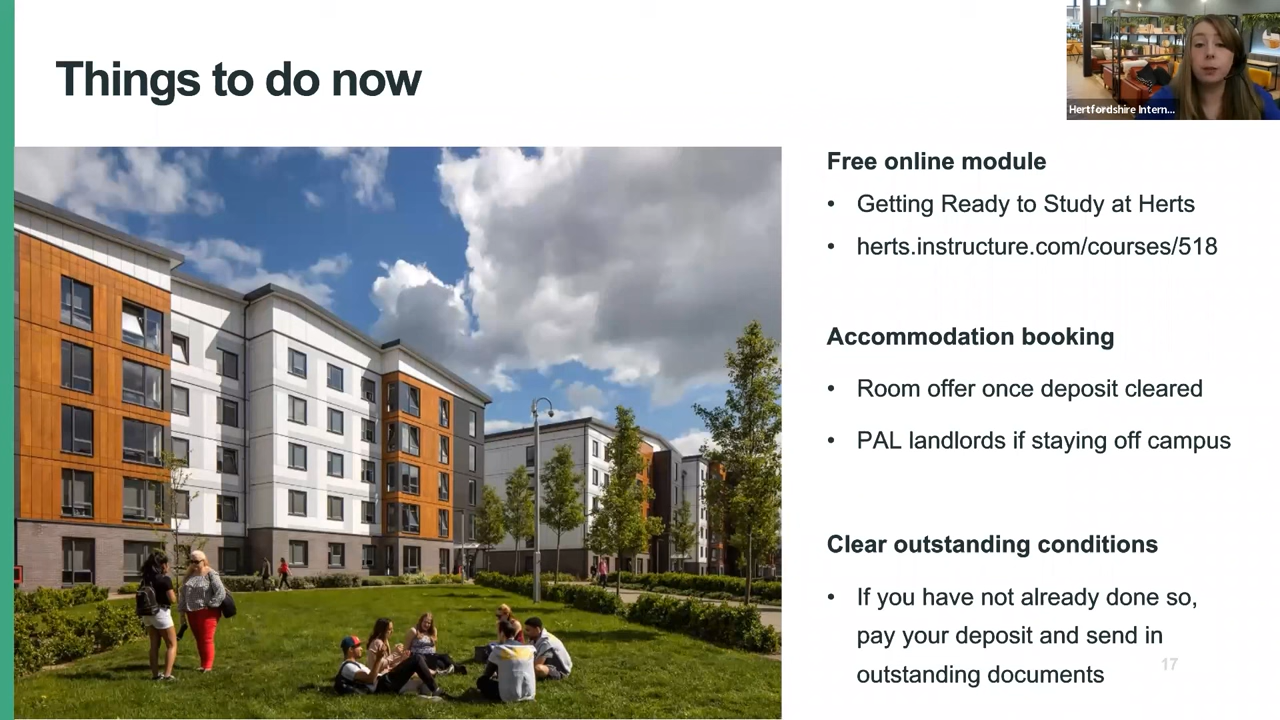 Things to do now
Hertfordshire Intern...
Free online module
• Getting Ready to Study at Herts
• herts.instructure.com/courses/518
Accommodation booking
• Room offer once deposit cleared
• PAL landlords if staying off campus
Clear outstanding conditions
• If you have not already done so,
pay your deposit and send in
outstanding documents
17